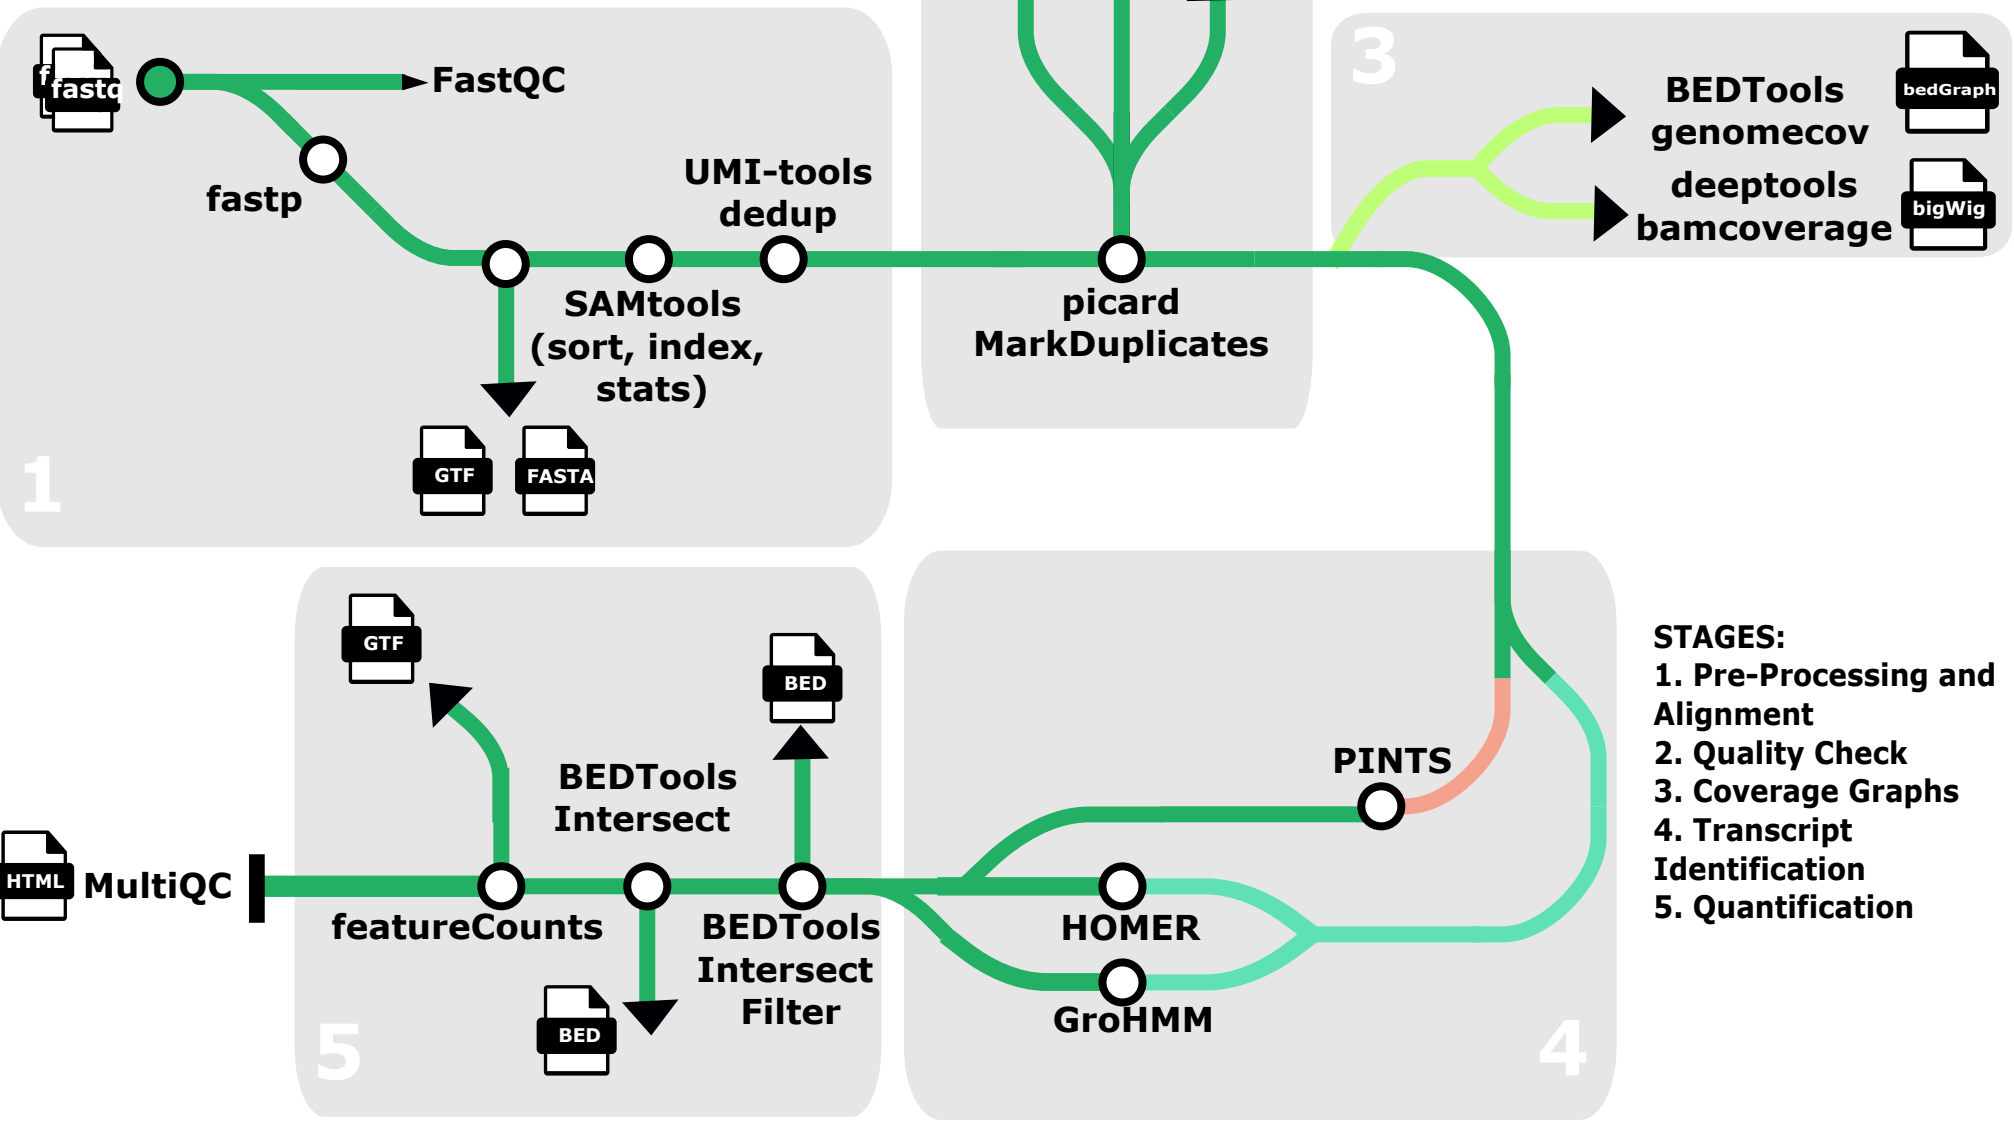 f
fastq
FastQC
fastp
UMI-tools
dedup
SAMtools
(sort, index,
stats)
GTF
FASTA
1
picard
MarkDuplicates
3
BEDTools
genomecov
bedGraph
deeptools
bamcoverage
bigWig
GTF
BED
BEDTools
Intersect
HTML
MultiQC
featureCounts
BEDTools
Intersect
Filter
BED
5
PINTS
HOMER
GroHMM
4
STAGES:
1. Pre-Processing and
Alignment
2. Quality Check
3. Coverage Graphs
4. Transcript
Identification
5. Quantification